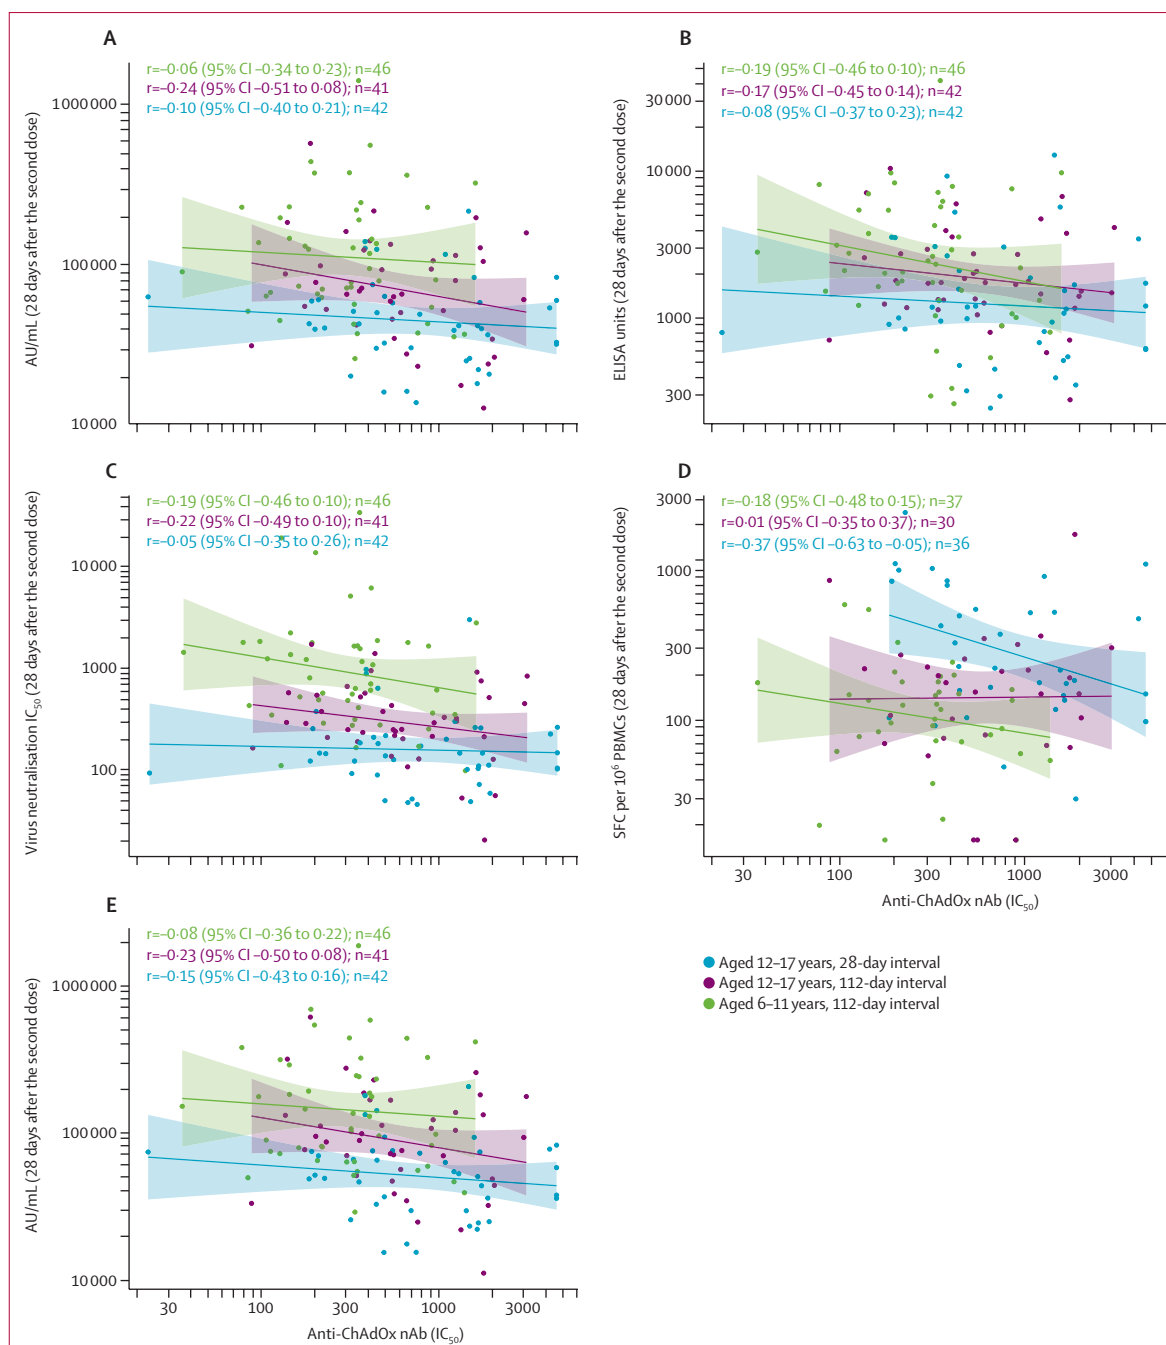 A
r=–0·06 (95% CI –0·34 to 0·23); n=46
r=–0·24 (95% CI –0·51 to 0·08); n=41
r=–0·10 (95% CI –0·40 to 0·21); n=42
AU/mL (28 days after the second dose)
1000 000
100 000
10 000
B
r=–0·19 (95% CI –0·46 to 0·10); n=46
r=–0·17 (95% CI –0·45 to 0·14); n=42
r=–0·08 (95% CI –0·37 to 0·23); n=42
ELISA units (28 days after the second dose)
30 000
10 000
3000
1000
300
C
r=–0·19 (95% CI –0·46 to 0·10); n=46
r=–0·22 (95% CI –0·49 to 0·10); n=41
r=–0·05 (95% CI –0·35 to 0·26); n=42
Virus neutralisation IC50 (28 days after the second dose)
10 000
1000
100
D
r=–0·18 (95% CI –0·48 to 0·15); n=37
r=0·01 (95% CI –0·35 to 0·37); n=30
r=–0·37 (95% CI –0·63 to –0·05); n=36
SFC per 10⁶ PBMCs (28 days after the second dose)
3000
1000
300
100
30
30 100 300 1000 3000
Anti-ChAdOx nAb (IC50)
E
r=–0·08 (95% CI –0·36 to 0·22); n=46
r=–0·23 (95% CI –0·50 to 0·08); n=41
r=–0·15 (95% CI –0·43 to 0·16); n=42
AU/mL (28 days after the second dose)
1000 000
100 000
10 000
30 100 300 1000 3000
Anti-ChAdOx nAb (IC50)
Aged 12–17 years, 28-day interval
Aged 12–17 years, 112-day interval
Aged 6–11 years, 112-day interval